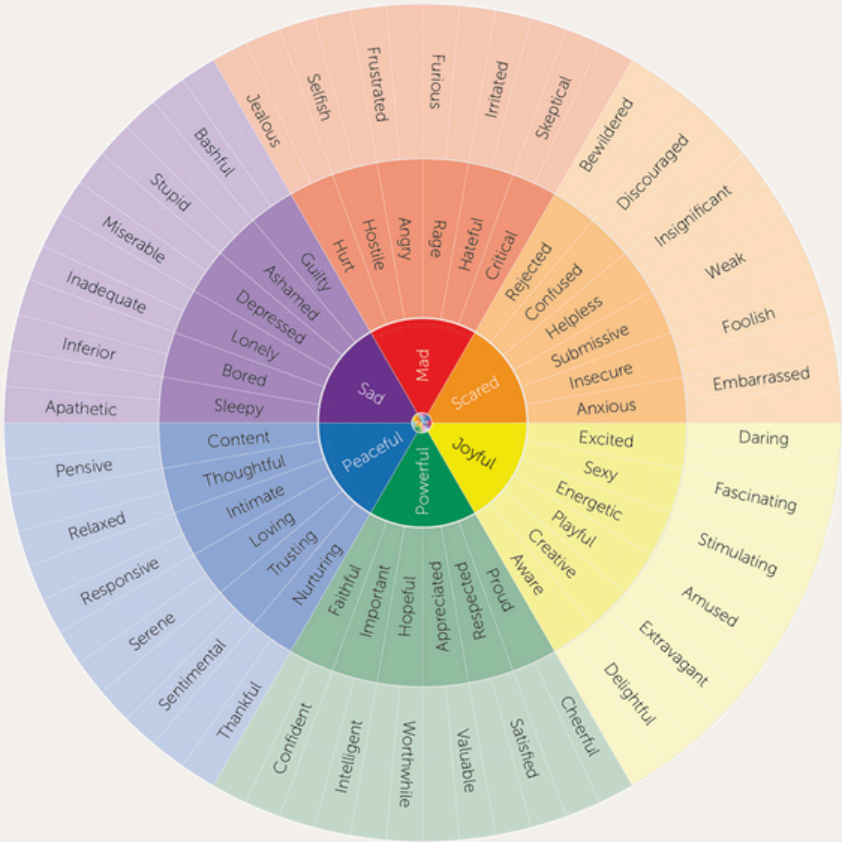 Mad
Scared
Joyful
Powerful
Peaceful
Sad
Hurt
Hostile
Angry
Rage
Hateful
Critical
Rejected
Confused
Helpless
Submissive
Insecure
Anxious
Excited
Sexy
Energetic
Playful
Creative
Aware
Proud
Respected
Appreciated
Hopeful
Important
Faithful
Nurturing
Trusting
Loving
Intimate
Thoughtful
Content
Sleepy
Bored
Lonely
Depressed
Ashamed
Guilty
Jealous
Selfish
Frustrated
Furious
Irritated
Skeptical
Bewildered
Discouraged
Insignificant
Weak
Foolish
Embarrassed
Daring
Fascinating
Stimulating
Amused
Extravagant
Delightful
Cheerful
Satisfied
Valuable
Worthwhile
Intelligent
Confident
Thankful
Sentimental
Serene
Responsive
Relaxed
Pensive
Apathetic
Inferior
Inadequate
Miserable
Stupid
Bashful